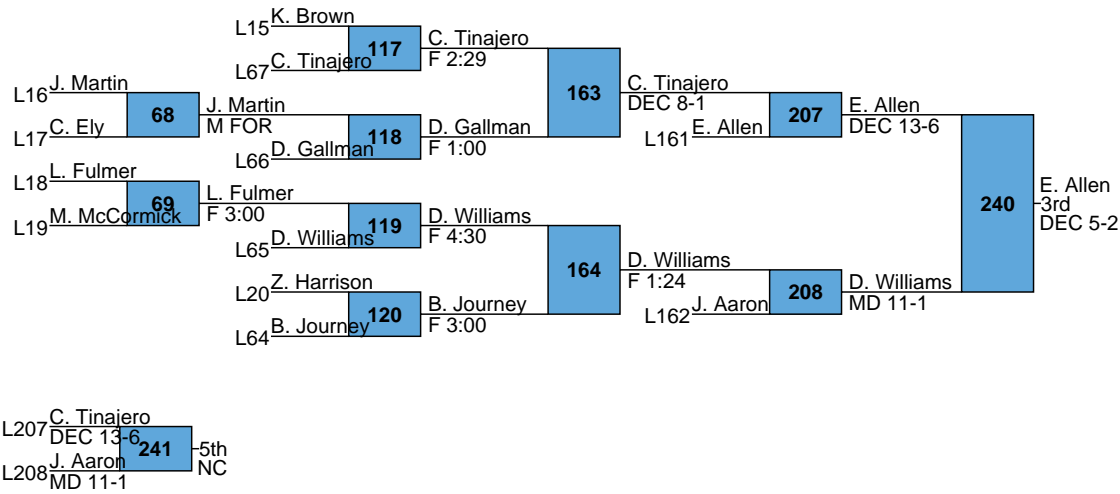 K. Brown
L15
117
C. Tinajero
F 2:29
C. Tinajero
L67
J. Martin
L16
68
J. Martin
M FOR
C. Ely
L17
163
C. Tinajero
DEC 8-1
118
D. Gallman
F 1:00
D. Gallman
L66
207
E. Allen
DEC 13-6
E. Allen
L161
L. Fulmer
L18
69
L. Fulmer
F 3:00
M. McCormick
L19
119
D. Williams
F 4:30
D. Williams
L65
240
E. Allen
3rd
DEC 5-2
164
D. Williams
F 1:24
Z. Harrison
L20
120
B. Journey
F 3:00
B. Journey
L64
208
D. Williams
MD 11-1
J. Aaron
L162
C. Tinajero
L207
DEC 13-6
241
5th
NC
J. Aaron
L208
MD 11-1